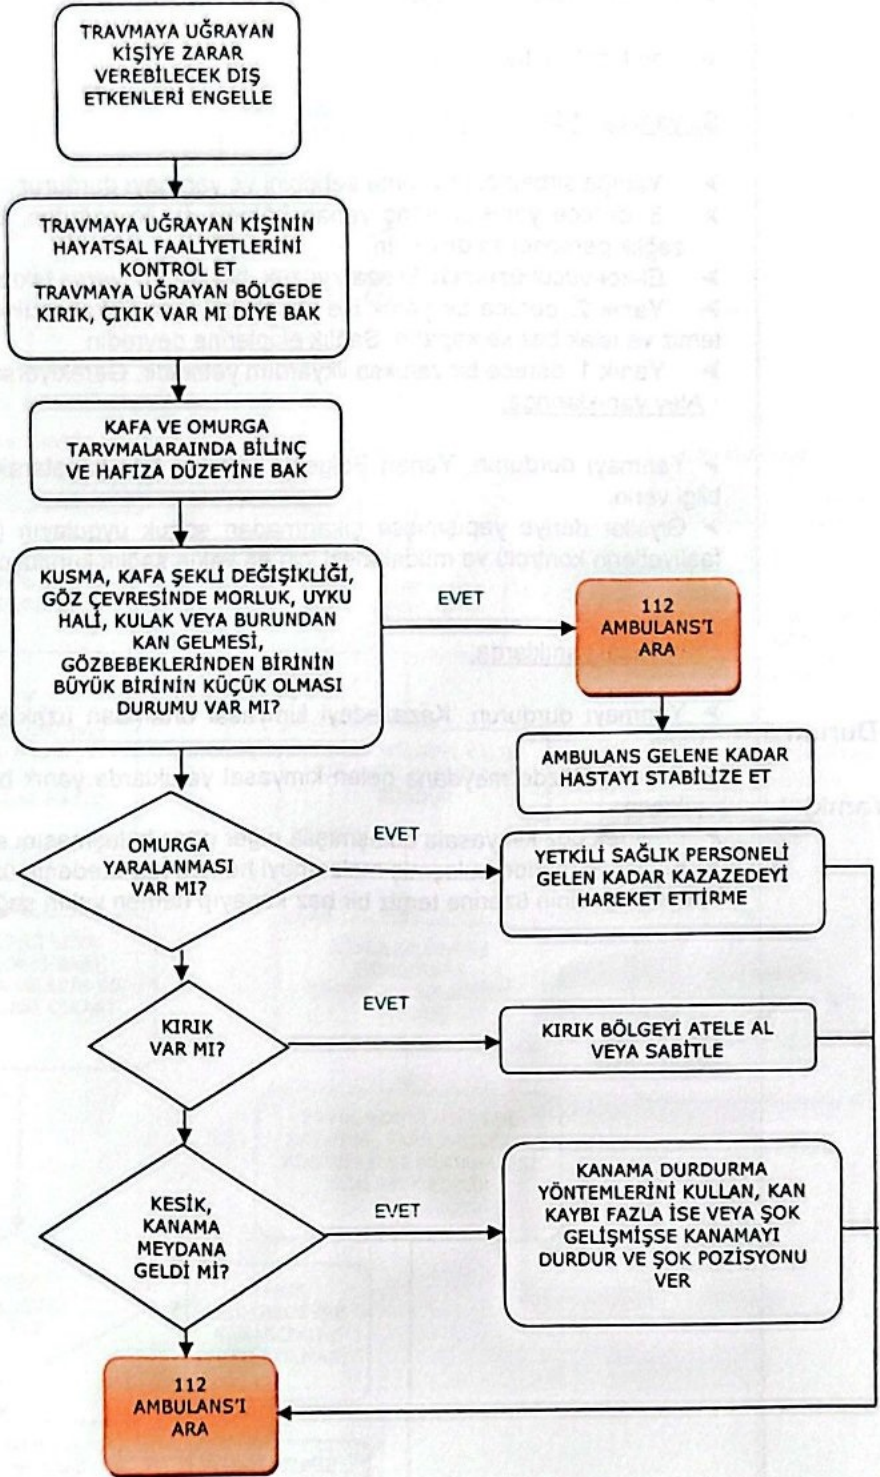 TRAVMAYA UĞRAYAN
KİŞİYE ZARAR
VEREBİLECEK DIŞ
ETKENLERİ ENGELLE
TRAVMAYA UĞRAYAN KİŞİNİN
HAYATSAL FAALİYETLERİNİ
KONTROL ET
TRAVMAYA UĞRAYAN BÖLGEDE
KIRIK, ÇIKIK VAR MI DİYE BAK
KAFA VE OMURGA
TARVMALARAINDA BİLİNÇ
VE HAFIZA DÜZEYİNE BAK
KUSMA, KAFA ŞEKLİ DEĞİŞİKLİĞİ,
GÖZ ÇEVRESİNDE MORLUK, UYKU
HALİ, KULAK VEYA BURUNDAN
KAN GELMESİ,
GÖZBEBEKLERİNDEN BİRİNİN
BÜYÜK BİRİNİN KÜÇÜK OLMASI
DURUMU VAR MI?
EVET
112
AMBULANS'I
ARA
AMBULANS GELENE KADAR
HASTAYI STABİLİZE ET
OMURGA
YARALANMASI
VAR MI?
EVET
YETKİLİ SAĞLIK PERSONELİ
GELEN KADAR KAZAZEDEYİ
HAREKET ETTİRME
KIRIK
VAR MI?
EVET
KIRIK BÖLGEYİ ATELE AL
VEYA SABİTLE
KESİK,
KANAMA
MEYDANA
GELDİ Mİ?
EVET
KANAMA DURDURMA
YÖNTEMLERİNİ KULLAN, KAN
KAYBI FAZLA İSE VEYA ŞOK
GELİŞMİŞSE KANAMAYI
DURDUR VE ŞOK POZİSYONU
VER
112
AMBULANS'I
ARA